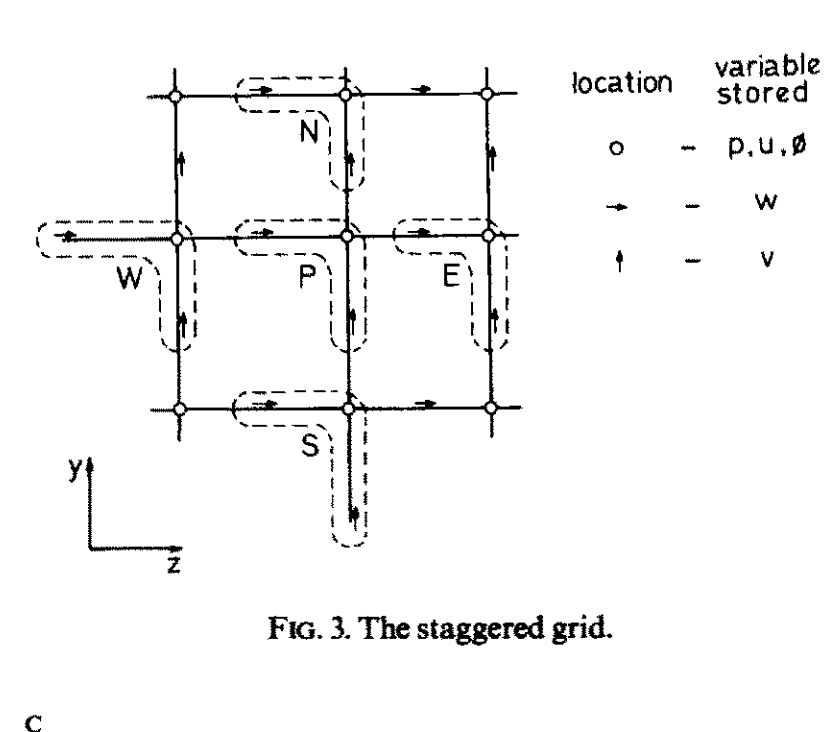 location variable stored
p,u,ø
w
v
N
W P E
S
y
z
FIG. 3. The staggered grid.
C